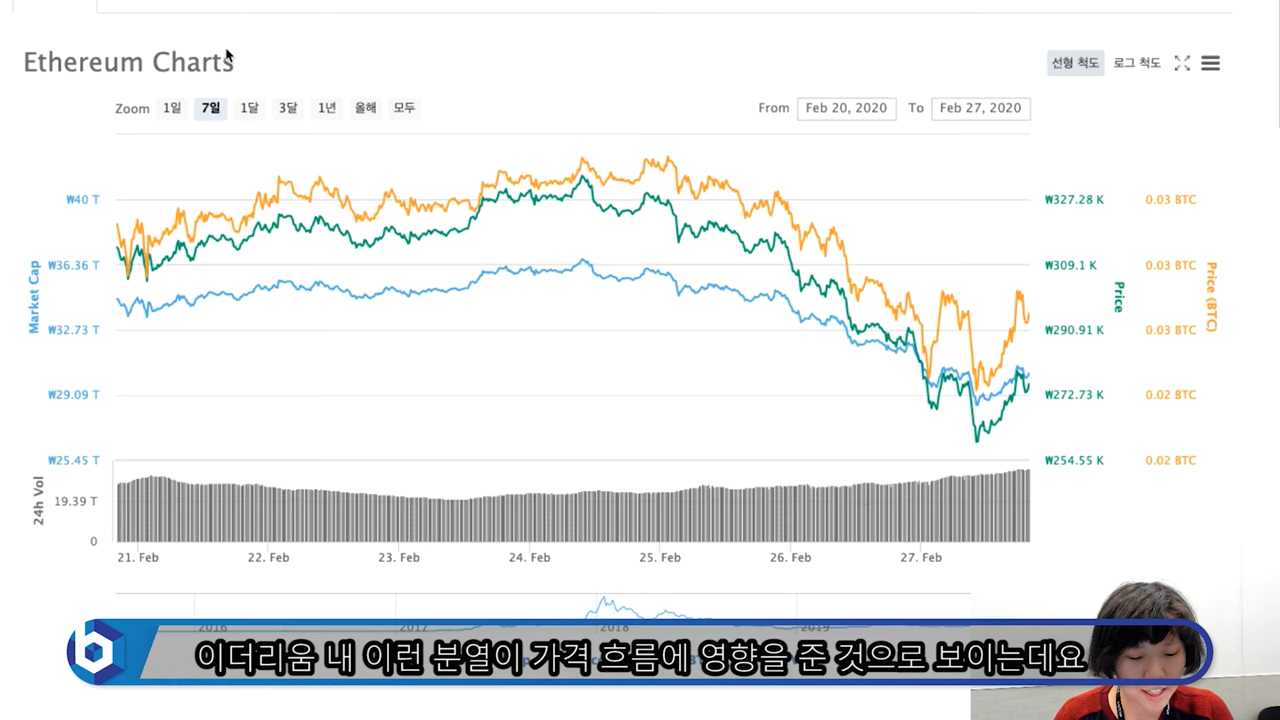 Ethereum Charts
선형 척도 로그 척도
Zoom 1일 7일 1달 3달 1년 올해 모두
From Feb 20, 2020 To Feb 27, 2020
₩40 T
₩36.36 T
₩32.73 T
₩29.09 T
₩25.45 T
Market Cap
₩327.28 K
₩309.1 K
₩290.91 K
₩272.73 K
₩254.55 K
Price
0.03 BTC
0.03 BTC
0.03 BTC
0.02 BTC
0.02 BTC
Price (BTC)
24h Vol
19.39 T
0
21. Feb 22. Feb 23. Feb 24. Feb 25. Feb 26. Feb 27. Feb
2016 2017 2018 2019
b
이더리움 내 이런 분열이 가격 흐름에 영향을 준 것으로 보이는데요